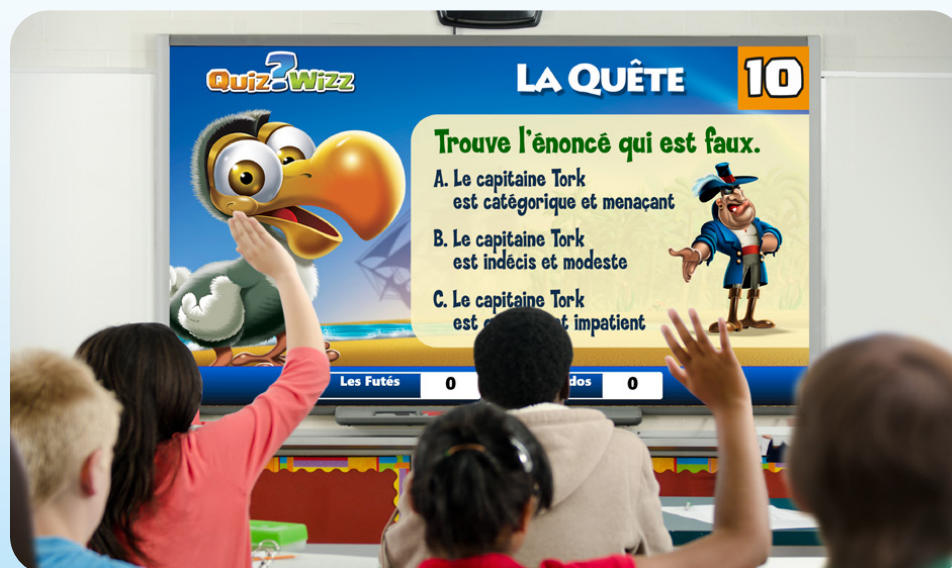 Quiz?Wizz
LA QUÊTE
10
Trouve l'énoncé qui est faux.
A. Le capitaine Tork
est catégorique et menaçant
B. Le capitaine Tork
est indécis et modeste
C. Le capitaine Tork
est impatient
Les Futés 0
0